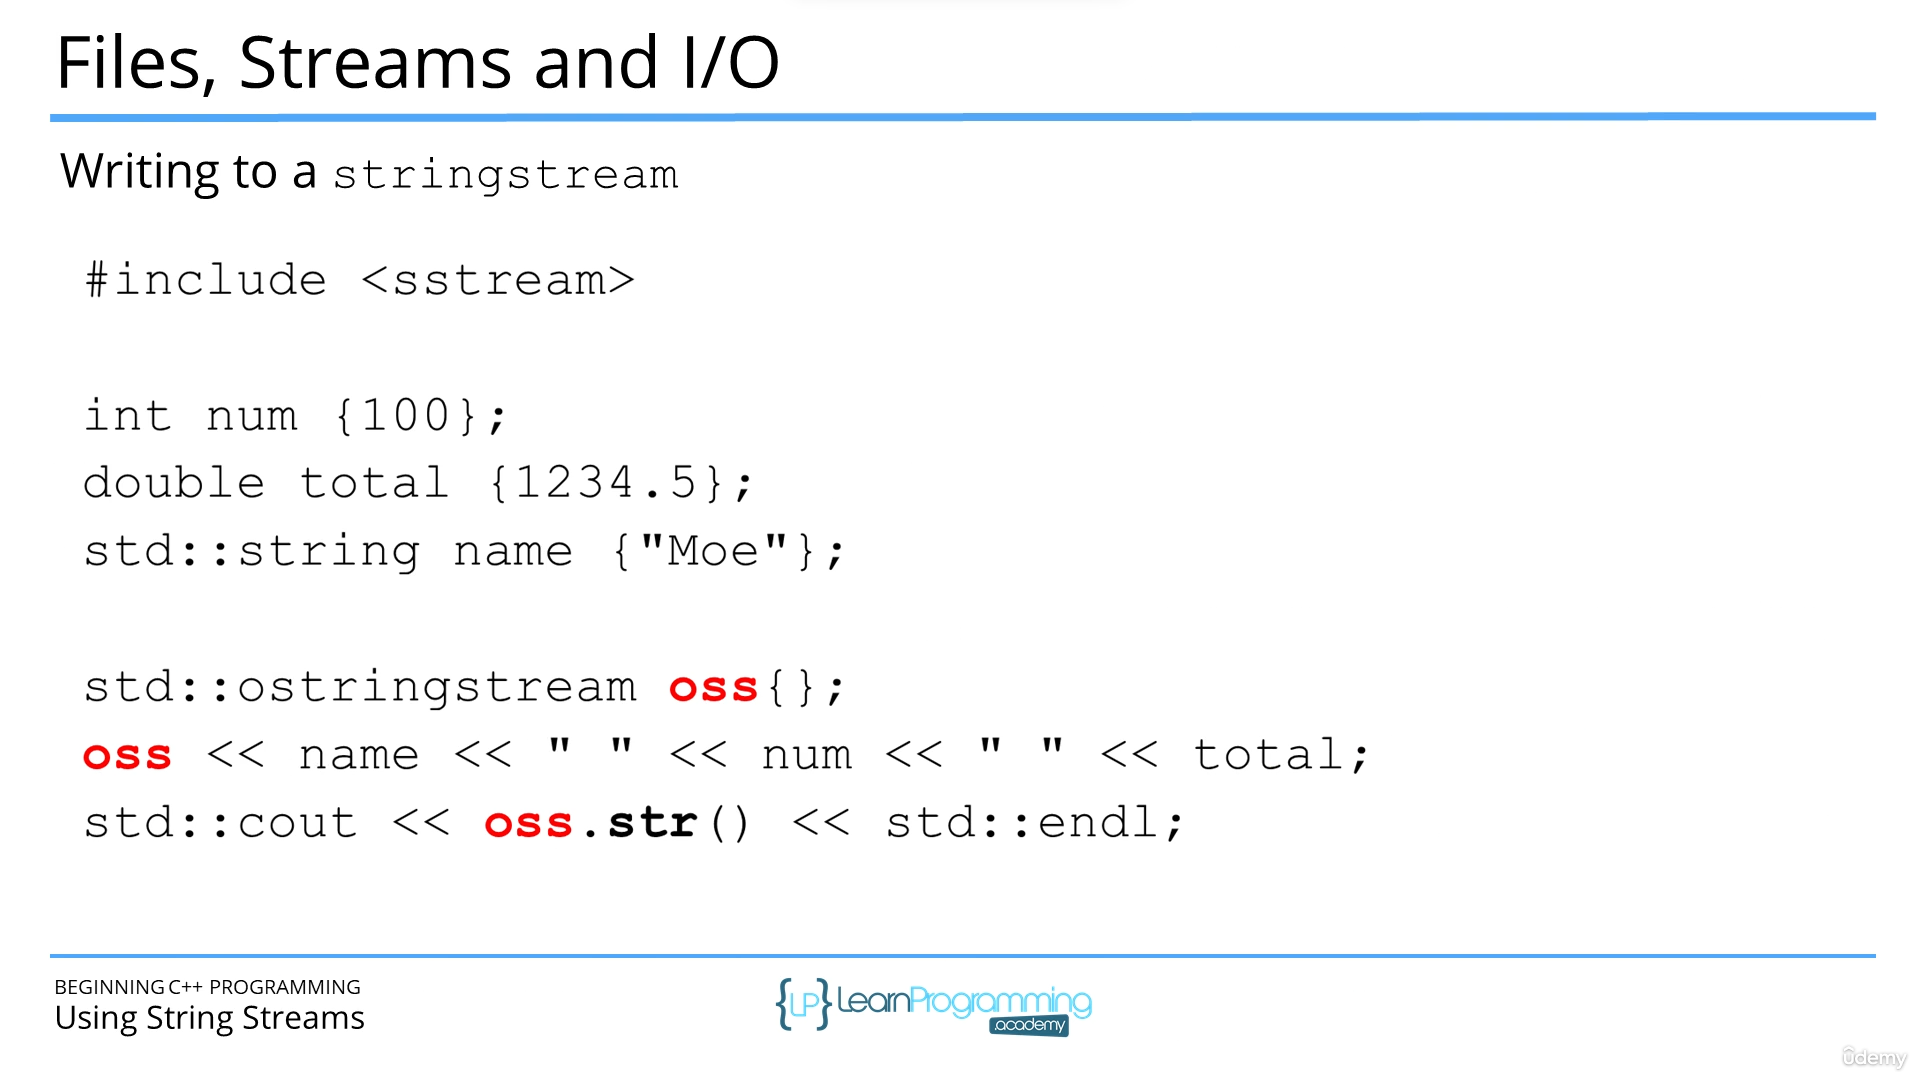 Files, Streams and I/O
Writing to a stringstream
#include <sstream>
int num {100};
double total {1234.5};
std::string name {"Moe"};
std::ostringstream oss{};
oss << name << " " << num << " " << total;
std::cout << oss.str() << std::endl;
BEGINNING C++ PROGRAMMING
Using String Streams
{LP} LearnProgramming
academy
ûdemy